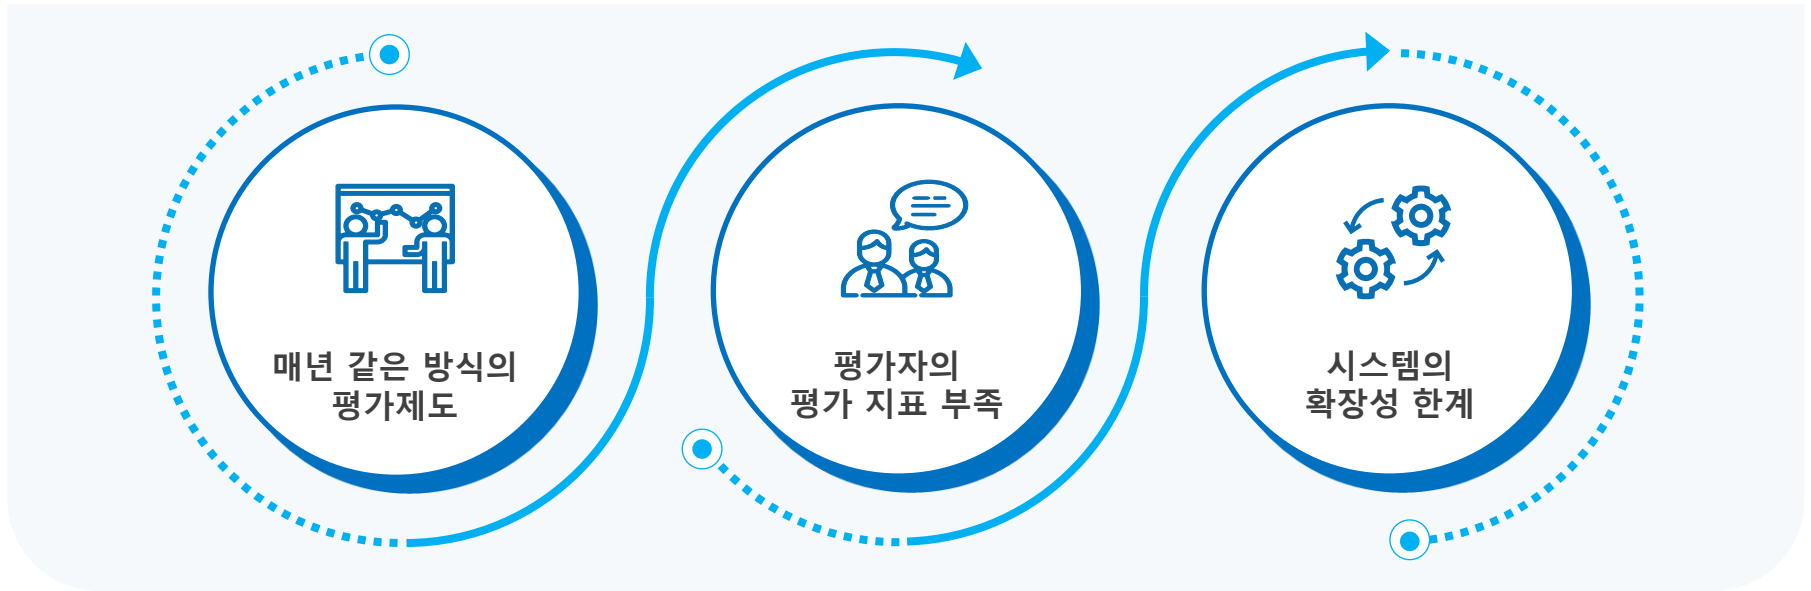 매년 같은 방식의
평가제도
평가자의
평가 지표 부족
시스템의
확장성 한계